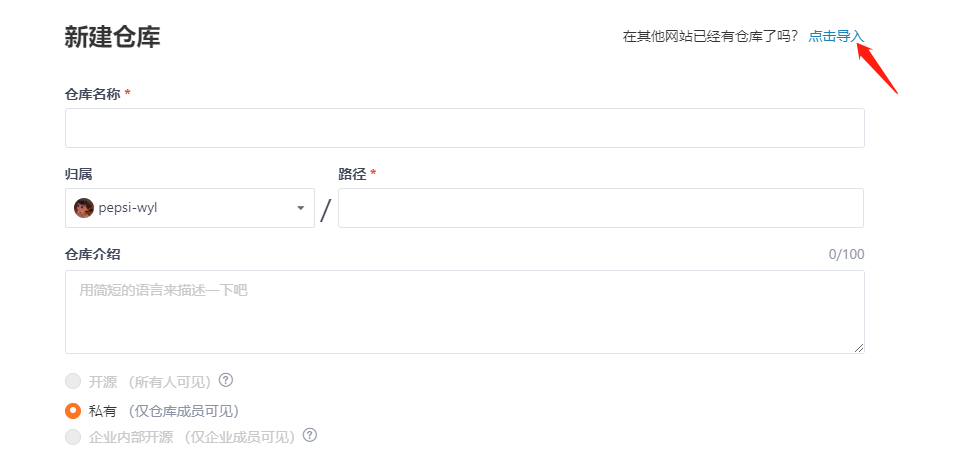 新建仓库
在其他网站已经有仓库了吗？ 点击导入
仓库名称 *
归属
路径 *
pepsi-wyl
/
仓库介绍
0/100
用简短的语言来描述一下吧
开源 （所有人可见） ?
私有 （仅仓库成员可见）
企业内部开源 （仅企业成员可见） ?